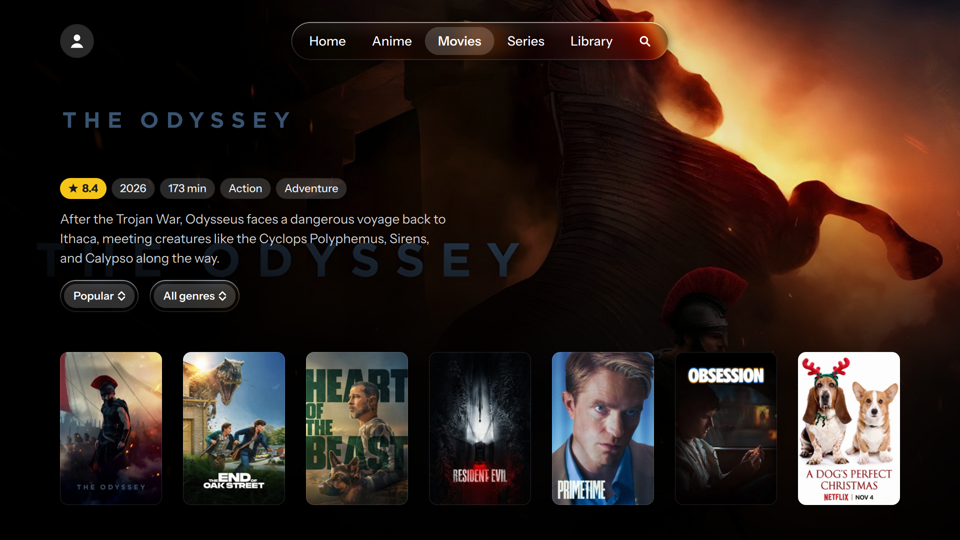 Home Anime Movies Series Library
THE ODYSSEY
8.4 2026 173 min Action Adventure
After the Trojan War, Odysseus faces a dangerous voyage back to
Ithaca, meeting creatures like the Cyclops Polyphemus, Sirens,
and Calypso along the way.
THE ODYSSEY
Popular All genres
THE ODYSSEY
THE END OF
OAK STREET
HEART
OF
THE
BEAST
RESIDENT EVIL
PRIMETIME
OBSESSION
A DOG'S PERFECT
CHRISTMAS
NETFLIX | NOV 4